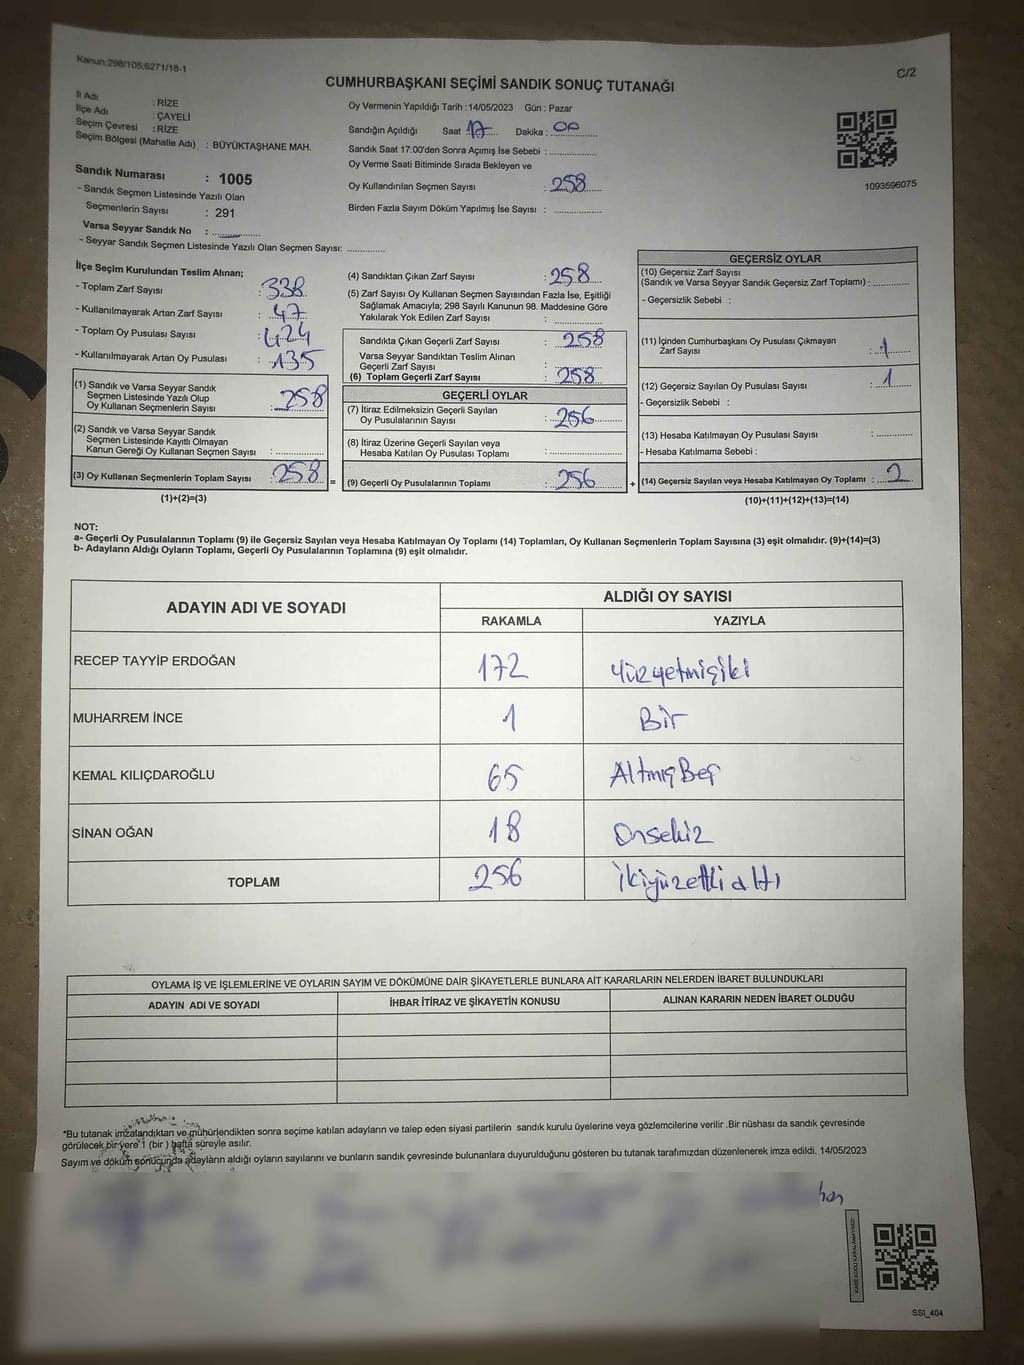 Kanun:298/105;6271/18-1
C/2
CUMHURBAŞKANI SEÇİMİ SANDIK SONUÇ TUTANAĞI
İl Adı : RİZE
İlçe Adı : ÇAYELİ
Seçim Çevresi : RİZE
Seçim Bölgesi (Mahalle Adı) : BÜYÜKTAŞHANE MAH.
Sandık Numarası : 1005
- Sandık Seçmen Listesinde Yazılı Olan
Seçmenlerin Sayısı : 291
Varsa Seyyar Sandık No :
- Seyyar Sandık Seçmen Listesinde Yazılı Olan Seçmen Sayısı:
Oy Vermenin Yapıldığı Tarih : 14/05/2023 Gün : Pazar
Sandığın Açıldığı Saat 17 Dakika : 00
Sandık Saat 17:00'den Sonra Açımış İse Sebebi :
Oy Verme Saati Bitiminde Sırada Bekleyen ve
Oy Kullandırılan Seçmen Sayısı : 258
Birden Fazla Sayım Döküm Yapılmış İse Sayısı :
1093596075
İlçe Seçim Kurulundan Teslim Alınan;
- Toplam Zarf Sayısı : 338
- Kullanılmayarak Artan Zarf Sayısı : 47
- Toplam Oy Pusulası Sayısı : 424
- Kullanılmayarak Artan Oy Pusulası : 135
(1) Sandık ve Varsa Seyyar Sandık
Seçmen Listesinde Yazılı Olup
Oy Kullanan Seçmenlerin Sayısı : 258
(2) Sandık ve Varsa Seyyar Sandık
Seçmen Listesinde Kayıtlı Olmayan
Kanun Gereği Oy Kullanan Seçmen Sayısı :
(3) Oy Kullanan Seçmenlerin Toplam Sayısı : 258 =
(1)+(2)=(3)
(4) Sandıktan Çıkan Zarf Sayısı : 258
(5) Zarf Sayısı Oy Kullanan Seçmen Sayısından Fazla İse, Eşitliği
Sağlamak Amacıyla; 298 Sayılı Kanunun 98. Maddesine Göre
Yakılarak Yok Edilen Zarf Sayısı :
Sandıkta Çıkan Geçerli Zarf Sayısı : 258
Varsa Seyyar Sandıktan Teslim Alınan
Geçerli Zarf Sayısı :
(6) Toplam Geçerli Zarf Sayısı : 258
GEÇERLİ OYLAR
(7) İtiraz Edilmeksizin Geçerli Sayılan
Oy Pusulalarının Sayısı : 256
(8) İtiraz Üzerine Geçerli Sayılan veya
Hesaba Katılan Oy Pusulası Toplamı :
(9) Geçerli Oy Pusulalarının Toplamı : 256 +
GEÇERSİZ OYLAR
(10) Geçersiz Zarf Sayısı
(Sandık ve Varsa Seyyar Sandık Geçersiz Zarf Toplamı) :
- Geçersizlik Sebebi :
(11) İçinden Cumhurbaşkanı Oy Pusulası Çıkmayan
Zarf Sayısı : 1
(12) Geçersiz Sayılan Oy Pusulası Sayısı : 1
- Geçersizlik Sebebi :
(13) Hesaba Katılmayan Oy Pusulası Sayısı :
- Hesaba Katılmama Sebebi :
(14) Geçersiz Sayılan veya Hesaba Katılmayan Oy Toplamı : 2
(10)+(11)+(12)+(13)=(14)
NOT:
a- Geçerli Oy Pusulalarının Toplamı (9) ile Geçersiz Sayılan veya Hesaba Katılmayan Oy Toplamı (14) Toplamları, Oy Kullanan Seçmenlerin Toplam Sayısına (3) eşit olmalıdır. (9)+(14)=(3)
b- Adayların Aldığı Oyların Toplamı, Geçerli Oy Pusulalarının Toplamına (9) eşit olmalıdır.
ADAYIN ADI VE SOYADI
ALDIĞI OY SAYISI
RAKAMLA YAZIYLA
RECEP TAYYİP ERDOĞAN 172 Yüzyetmişiki
MUHARREM İNCE 1 Bir
KEMAL KILIÇDAROĞLU 65 AltmışBeş
SİNAN OĞAN 18 Onsekiz
TOPLAM 256 İkiyüzelli altı
OYLAMA İŞ VE İŞLEMLERİNE VE OYLARIN SAYIM VE DÖKÜMÜNE DAİR ŞİKAYETLERLE BUNLARA AİT KARARLARIN NELERDEN İBARET BULUNDUKLARI
ADAYIN ADI VE SOYADI İHBAR İTİRAZ VE ŞİKAYETİN KONUSU ALINAN KARARIN NEDEN İBARET OLDUĞU
*Bu tutanak imzalandıktan ve mühürlendikten sonra seçime katılan adayların ve talep eden siyasi partilerin sandık kurulu üyelerine veya gözlemcilerine verilir .Bir nüshası da sandık çevresinde
görülecek bir yere 1 (bir ) hafta süreyle asılır.
Sayım ve döküm sonucunda adayların aldığı oyların sayılarını ve bunların sandık çevresinde bulunanlara duyurulduğunu gösteren bu tutanak tarafımızdan düzenlenerek imza edildi. 14/05/2023
SSI_404